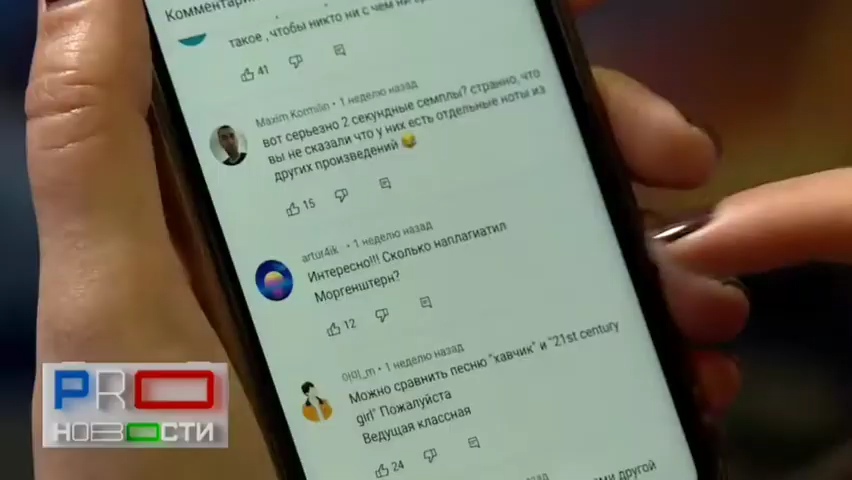 Комментарии
такое , чтобы никто ни с чем не
41
Maxim Kormilin • 1 неделю назад
вот серьезно 2 секундные семплы? странно, что
вы не сказали что у них есть отдельные ноты из
других произведений
15
artur4ik • 1 неделю назад
Интересно!!! Сколько наплагиатил
Моргенштерн?
12
ojol_m • 1 неделю назад
Можно сравнить песню "хавчик" и "21st century
girl" Пожалуйста
Ведущая классная
24
назад
другой
PRO
НОВОСТИ